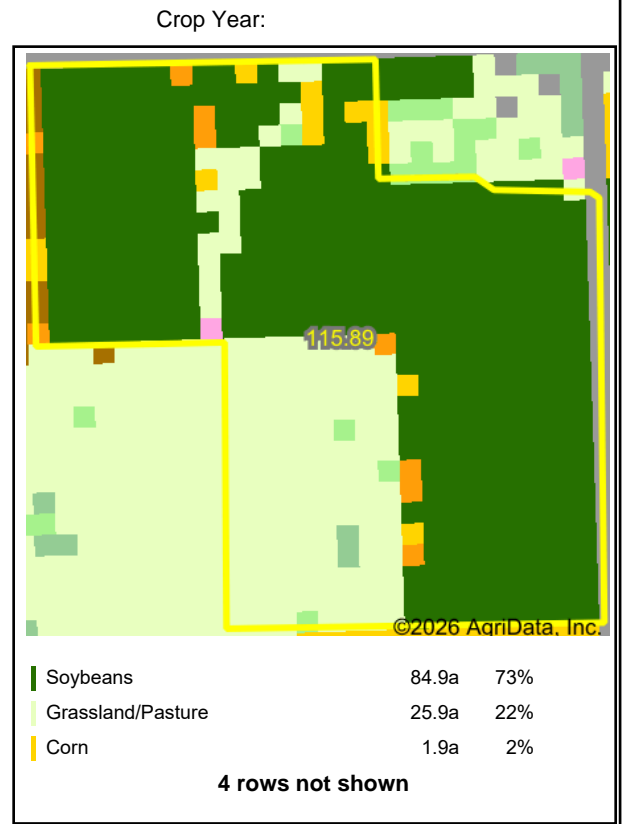 Crop Year:
115.89
©2026 AgriData, Inc.
Soybeans 84.9a 73%
Grassland/Pasture 25.9a 22%
Corn 1.9a 2%
4 rows not shown